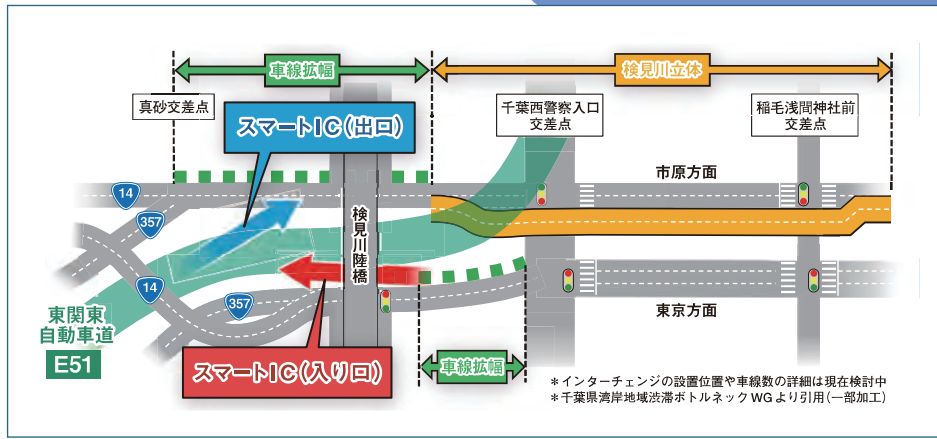 車線拡幅
検見川立体
真砂交差点
千葉西警察入口
交差点
稲毛浅間神社前
交差点
スマートIC(出口)
市原方面
14
357
検見川陸橋
14
357
東関東
自動車道
E51
東京方面
スマートIC(入り口)
車線拡幅
*インターチェンジの設置位置や車線数の詳細は現在検討中
*千葉県湾岸地域渋滞ボトルネックWGより引用(一部加工)